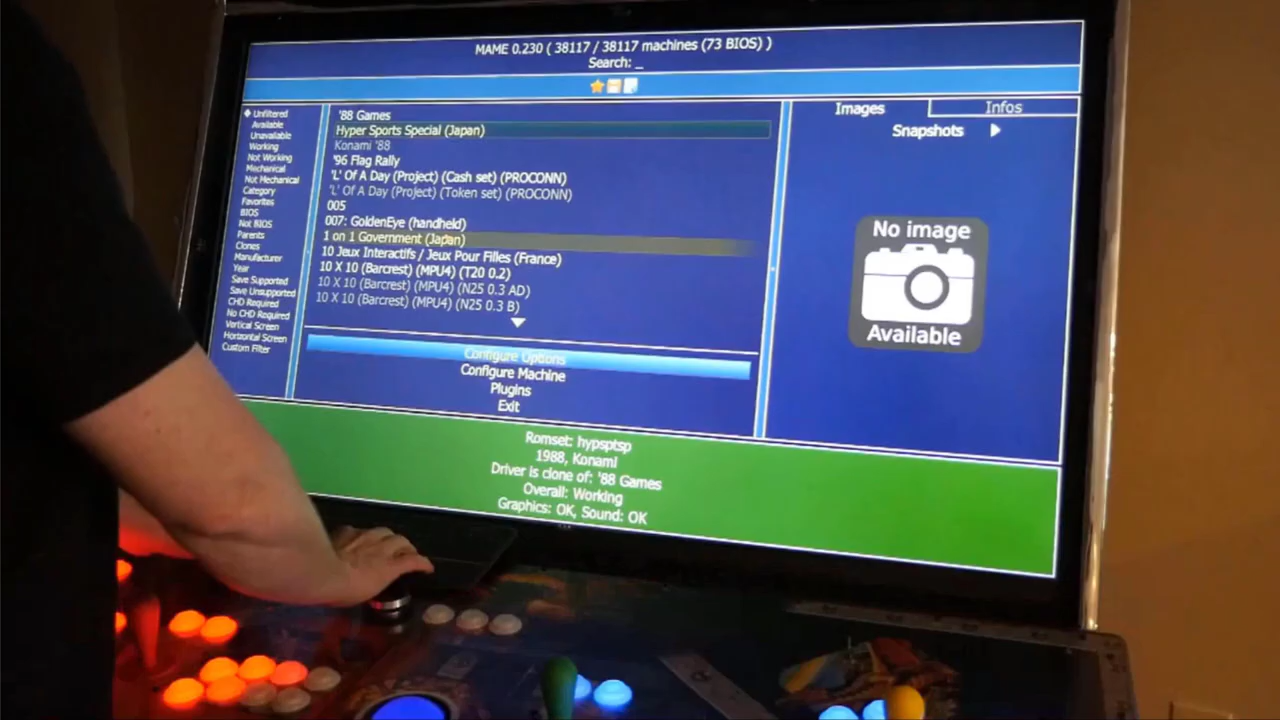 MAME 0.230 ( 38117 / 38117 machines (73 BIOS) )
Search: _
Unfiltered
Available
Unavailable
Working
Not Working
Mechanical
Not Mechanical
Category
Favorites
BIOS
Not BIOS
Parents
Clones
Manufacturer
Year
Save Supported
Save Unsupported
CHD Required
No CHD Required
Vertical Screen
Horizontal Screen
Custom Filter
'88 Games
Hyper Sports Special (Japan)
Konami '88
'96 Flag Rally
'L' Of A Day (Project) (Cash set) (PROCONN)
'L' Of A Day (Project) (Token set) (PROCONN)
005
007: GoldenEye (handheld)
1 on 1 Government (Japan)
10 Jeux Interactifs / Jeux Pour Filles (France)
10 X 10 (Barcrest) (MPU4) (T20 0.2)
10 X 10 (Barcrest) (MPU4) (N25 0.3 AD)
10 X 10 (Barcrest) (MPU4) (N25 0.3 B)
Configure Options
Configure Machine
Plugins
Exit
Images
Infos
Snapshots
No image
Available
Romset: hypsptsp
1988, Konami
Driver is clone of: '88 Games
Overall: Working
Graphics: OK, Sound: OK